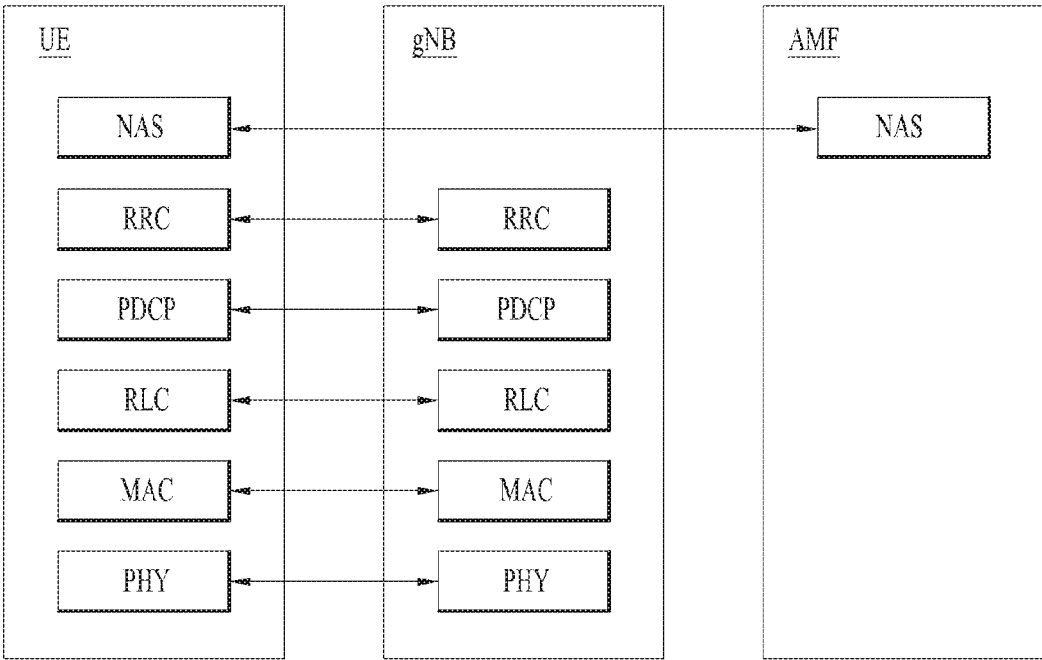 UE
gNB
AMF
NAS
NAS
RRC
RRC
PDCP
PDCP
RLC
RLC
MAC
MAC
PHY
PHY